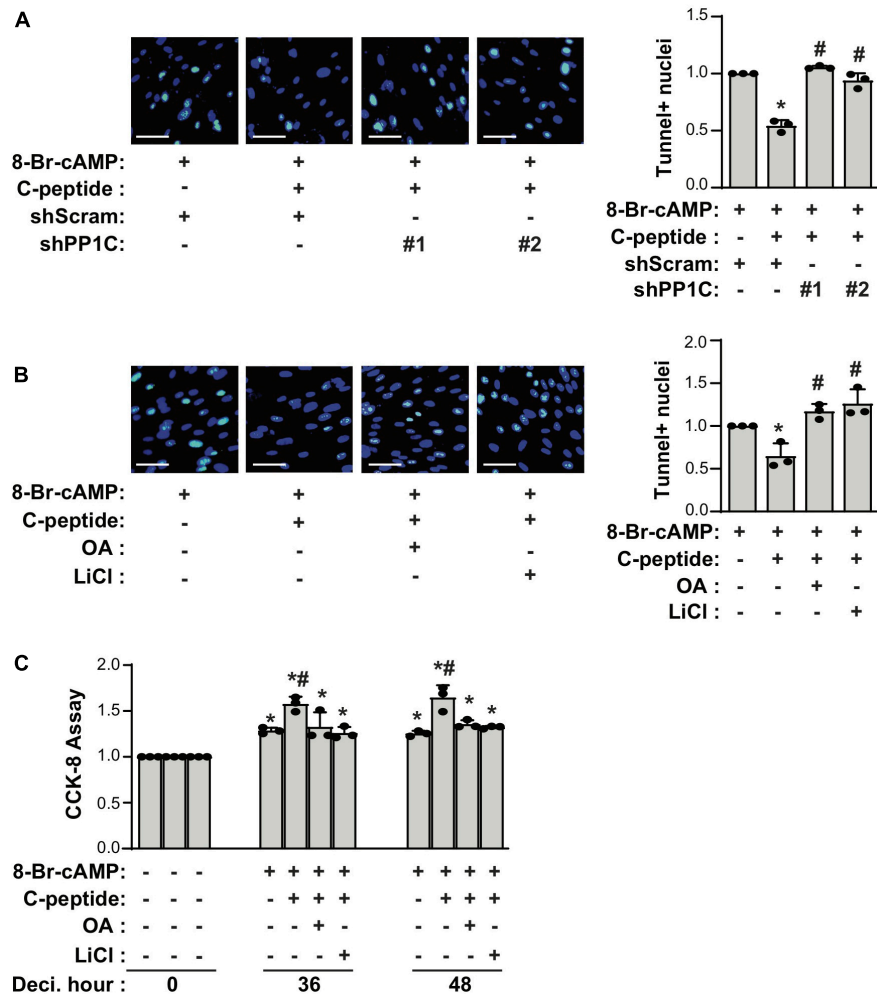 A
8-Br-cAMP: + + + +
C-peptide : - + + +
shScram: + + - -
shPP1C: - - #1 #2
Tunnel+ nuclei
1.5
1.0
0.5
0.0
* # #
8-Br-cAMP: + + + +
C-peptide : - + + +
shScram: + + - -
shPP1C: - - #1 #2
B
8-Br-cAMP: + + + +
C-peptide: - + + +
OA : - - + -
LiCl : - - - +
Tunnel+ nuclei
2.0
1.5
1.0
0.5
0.0
* # #
8-Br-cAMP: + + + +
C-peptide: - + + +
OA : - - +
LiCl : - - +
C
CCK-8 Assay
2.0
1.5
1.0
0.5
0.0
* *# * * * *# * *
8-Br-cAMP: - - - + + + + + + + +
C-peptide: - - - - + + + - + + +
OA : - - - - - + - - +
LiCl : - - - - - + - - +
Deci. hour : 0 36 48